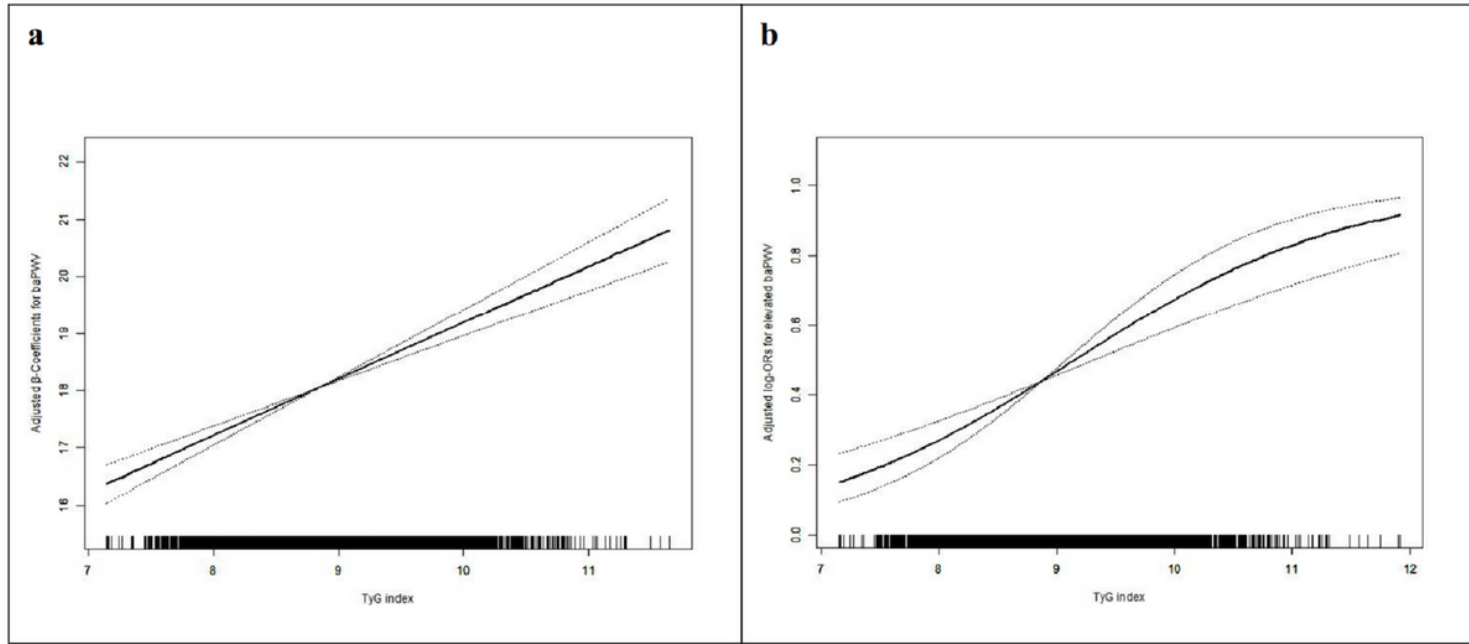 a
22
21
20
19
18
17
16
Adjusted β-Coefficients for baPWV
7 8 9 10 11
TyG index
b
1.0
0.8
0.6
0.4
0.2
0.0
Adjusted log-ORs for elevated baPWV
7 8 9 10 11 12
TyG index